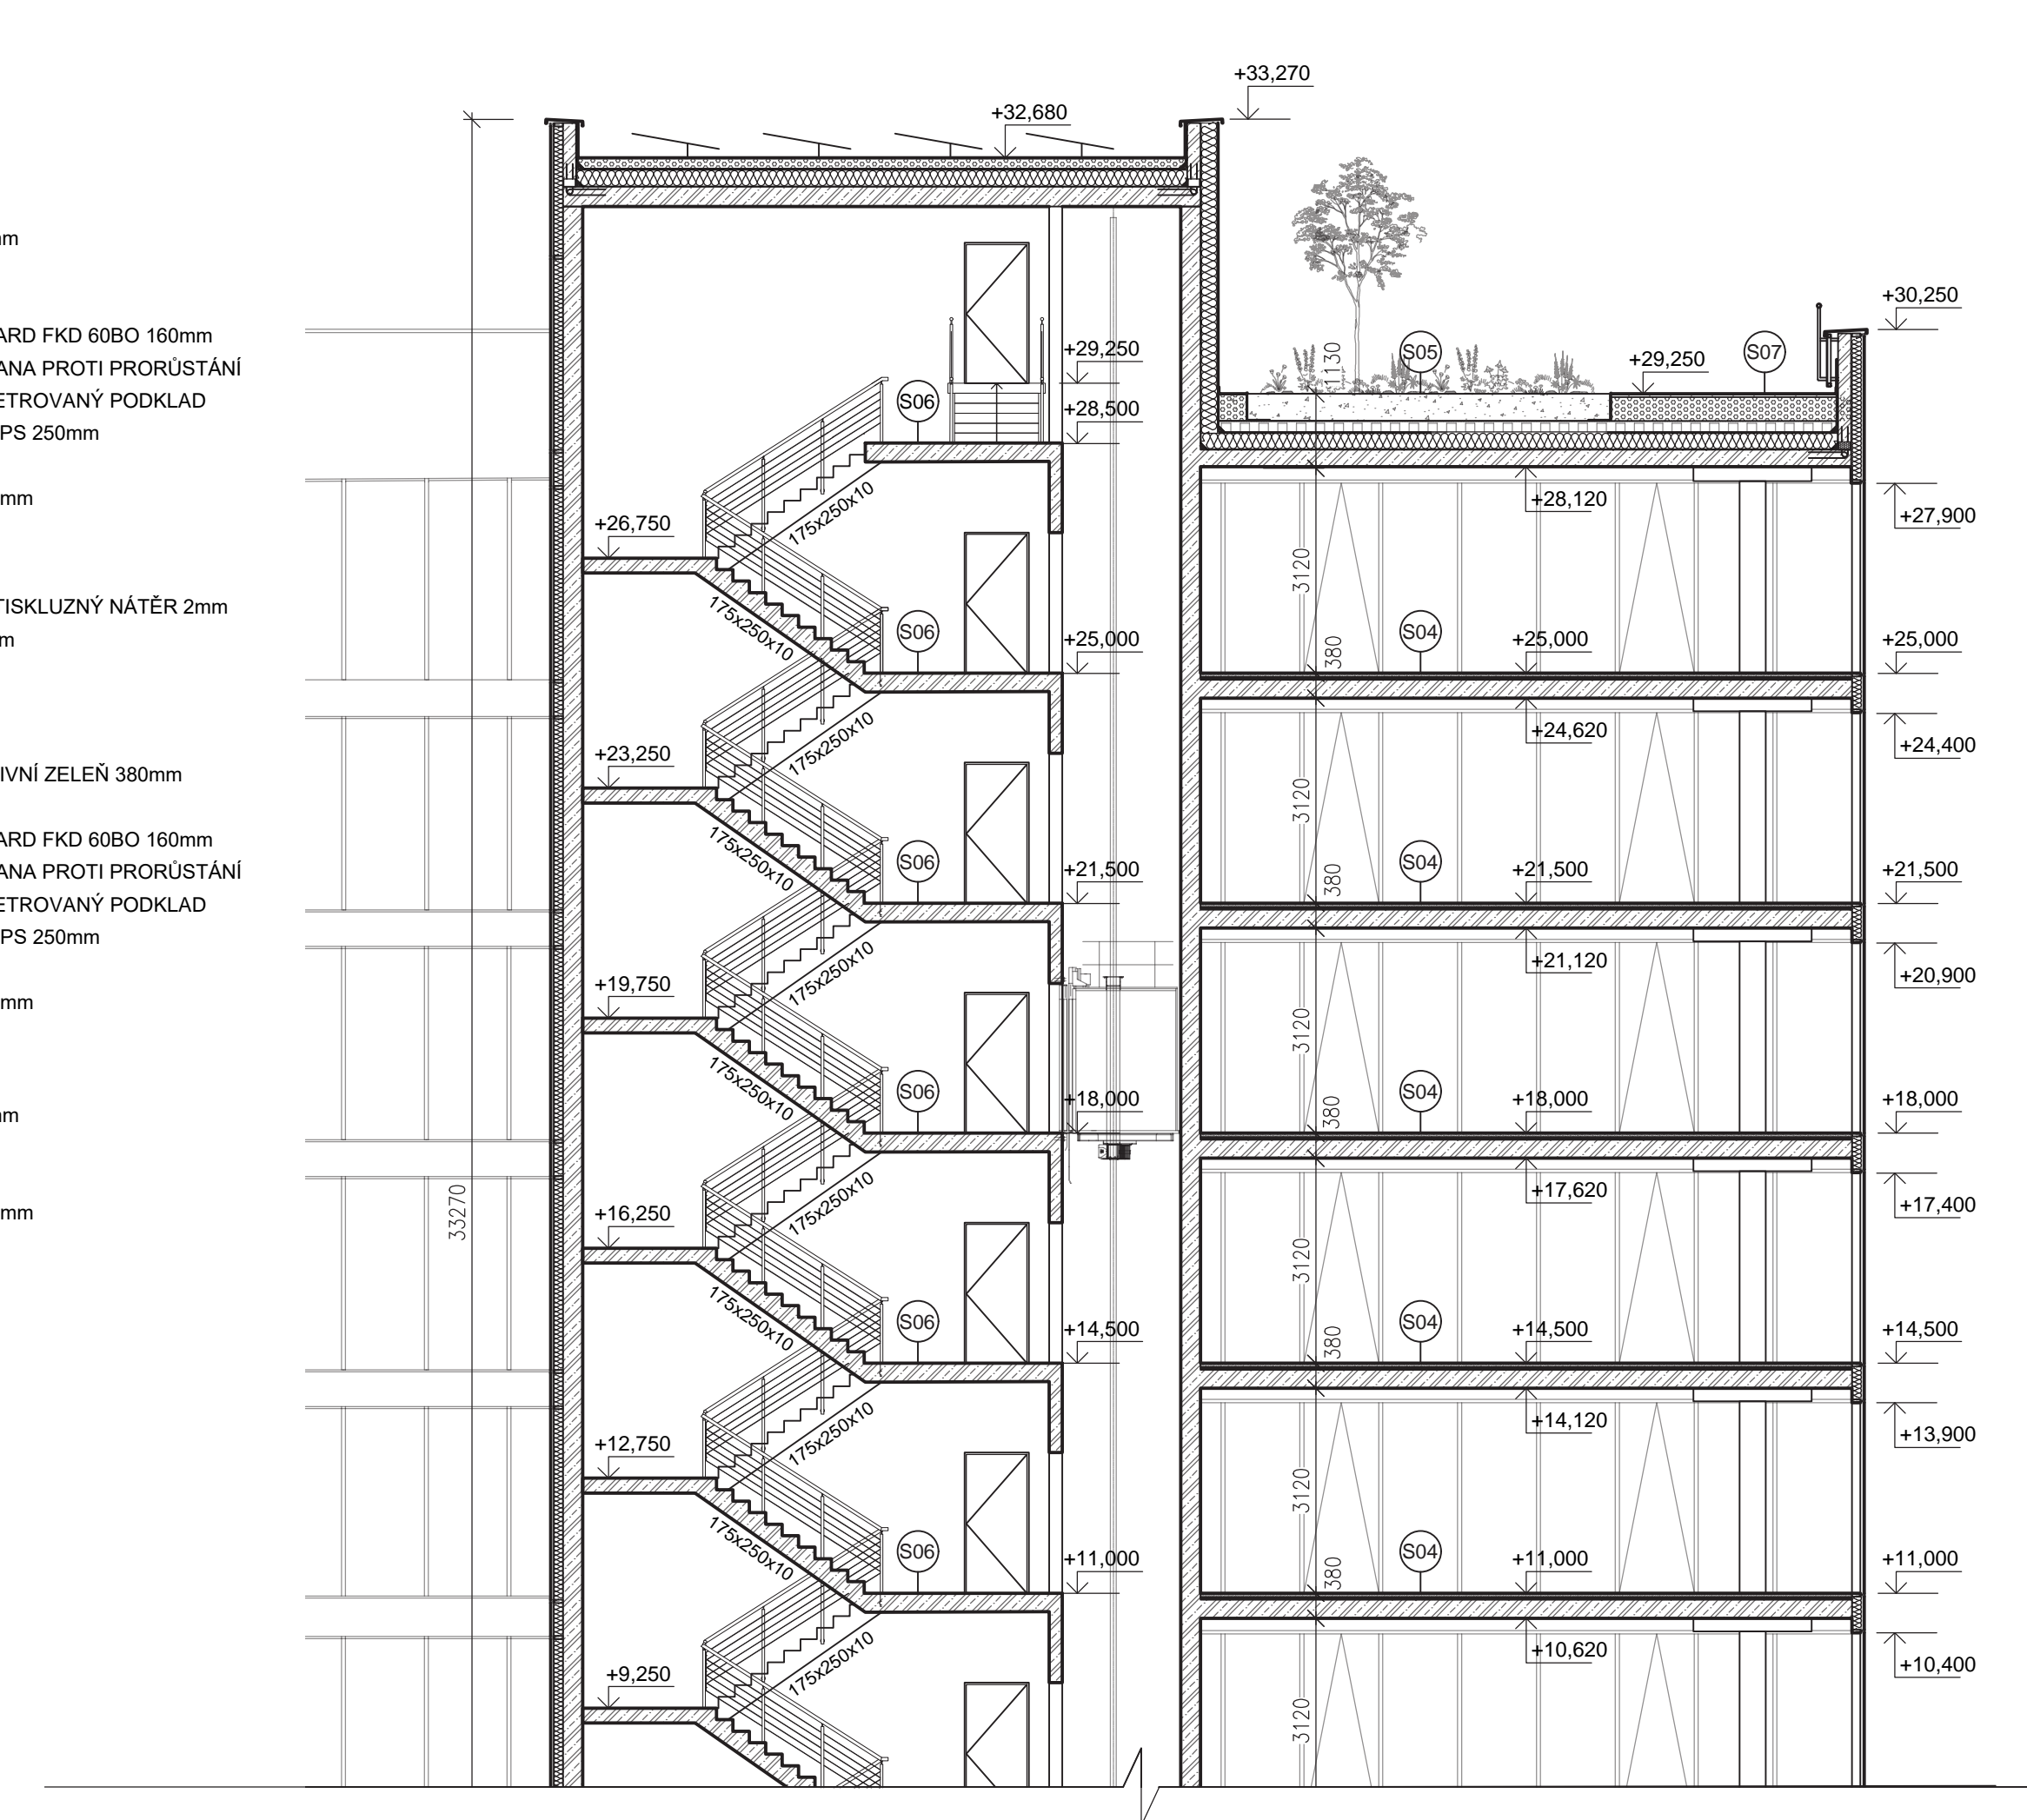 +33,270
+32,680
mm
+30,250
ARD FKD 60BO 160mm
+29,250
1130
S05
+29,250
S07
ANA PROTI PRORŮSTÁNÍ
ETROVANÝ PODKLAD
S06
+28,500
PS 250mm
mm
175x250x10
+28,120
+27,900
+26,750
3120
TISKLUZNÝ NÁTĚR 2mm
175x250x10
S06
+25,000
380
S04
+25,000
+25,000
175x250x10
+24,620
+24,400
+23,250
IVNÍ ZELEŇ 380mm
3120
ARD FKD 60BO 160mm
175x250x10
S06
+21,500
380
S04
+21,500
+21,500
ANA PROTI PRORŮSTÁNÍ
ETROVANÝ PODKLAD
PS 250mm
175x250x10
+21,120
+20,900
+19,750
mm
3120
175x250x10
S06
+18,000
380
S04
+18,000
+18,000
mm
33270
175x250x10
+17,620
+17,400
mm
+16,250
3120
175x250x10
S06
+14,500
380
S04
+14,500
+14,500
175x250x10
+14,120
+13,900
+12,750
3120
175x250x10
S06
+11,000
380
S04
+11,000
+11,000
175x250x10
+10,620
+10,400
+9,250
3120